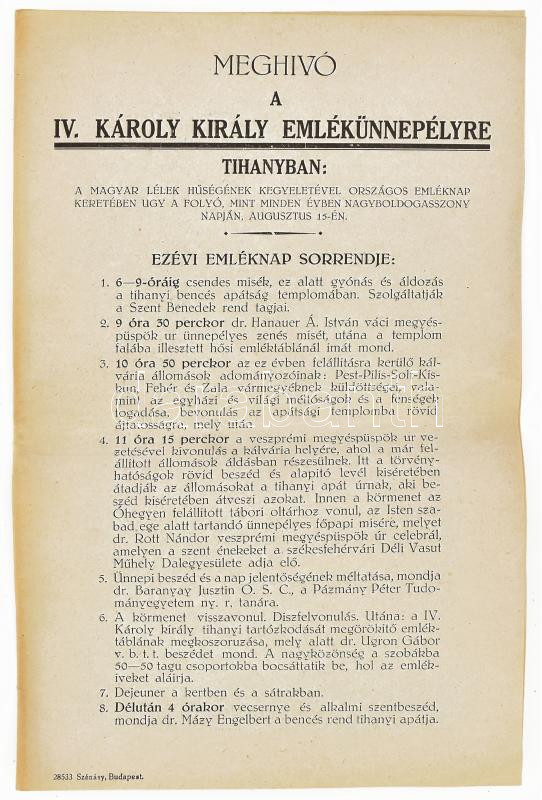 MEGHIVÓ
A
IV. KÁROLY KIRÁLY EMLÉKÜNNEPÉLYRE
TIHANYBAN:
A MAGYAR LÉLEK HŰSÉGÉNEK KEGYELETÉVEL ORSZÁGOS EMLÉKNAP
KERETÉBEN UGY A FOLYÓ, MINT MINDEN ÉVBEN NAGYBOLDOGASSZONY
NAPJÁN, AUGUSZTUS 15-ÉN.
EZÉVI EMLÉKNAP SORRENDJE:
1. 6—9-óráig csendes misék, ez alatt gyónás és áldozás
a tihanyi bencés apátság templomában. Szolgáltatják
a Szent Benedek rend tagjai.
2. 9 óra 30 perckor dr. Hanauer Á. István váci megyés-
püspök ur ünnepélyes zenés misét, utána a templom
falába illesztett hősi emléktáblánál imát mond.
3. 10 óra 50 perckor az ez évben felállításra kerülő kál-
vária állomások adományozóinak: Pest-Pilis-Solt-Kis-
kun, Fehér és Zala vármegyéknek küldöttségei, vala-
mint az egyházi és világi méltóságok és a fenségek
fogadása, bevonulás az apátsági templomba rövid
ájtatosságra, mely után
4. 11 óra 15 perckor a veszprémi megyéspüspök ur ve-
zetésével kivonulás a kálvária helyére, ahol a már fel-
állított állomások áldásban részesülnek. Itt a törvény-
hatóságok rövid beszéd és alapitó levél kiséretében
átadják az állomásokat a tihanyi apát úrnak, aki be-
széd kiséretében átveszi azokat. Innen a körmenet az
Óhegyen felállított tábori oltárhoz vonul, az Isten sza-
bad ege alatt tartandó ünnepélyes főpapi misére, melyet
dr. Rott Nándor veszprémi megyéspüspök úr celebrál,
amelyen a szent énekeket a székesfehérvári Déli Vasut
Műhely Dalegyesülete adja elő.
5. Ünnepi beszéd és a nap jelentőségének méltatása, mondja
dr. Baranyay Jusztin O. S. C., a Pázmány Péter Tudo-
mányegyetem ny. r. tanára.
6. A körmenet visszavonul. Diszfelvonulás. Utána: a IV.
Károly király tihanyi tartózkodását megörökítő emlék-
táblának megkoszoruzása, mely alatt dr. Ugron Gábor
v. b. t. t. beszédet mond. A nagyközönség a szobákba
50—50 tagu csoportokba bocsáttatik be, hol az emlék-
iveket aláirja.
7. Dejeuner a kertben és a sátrakban.
8. Délután 4 órakor vecsernye és alkalmi szentbeszéd,
mondja dr. Mázy Engelbert a bencés rend tihanyi apátja.
28533 Szénásy, Budapest.